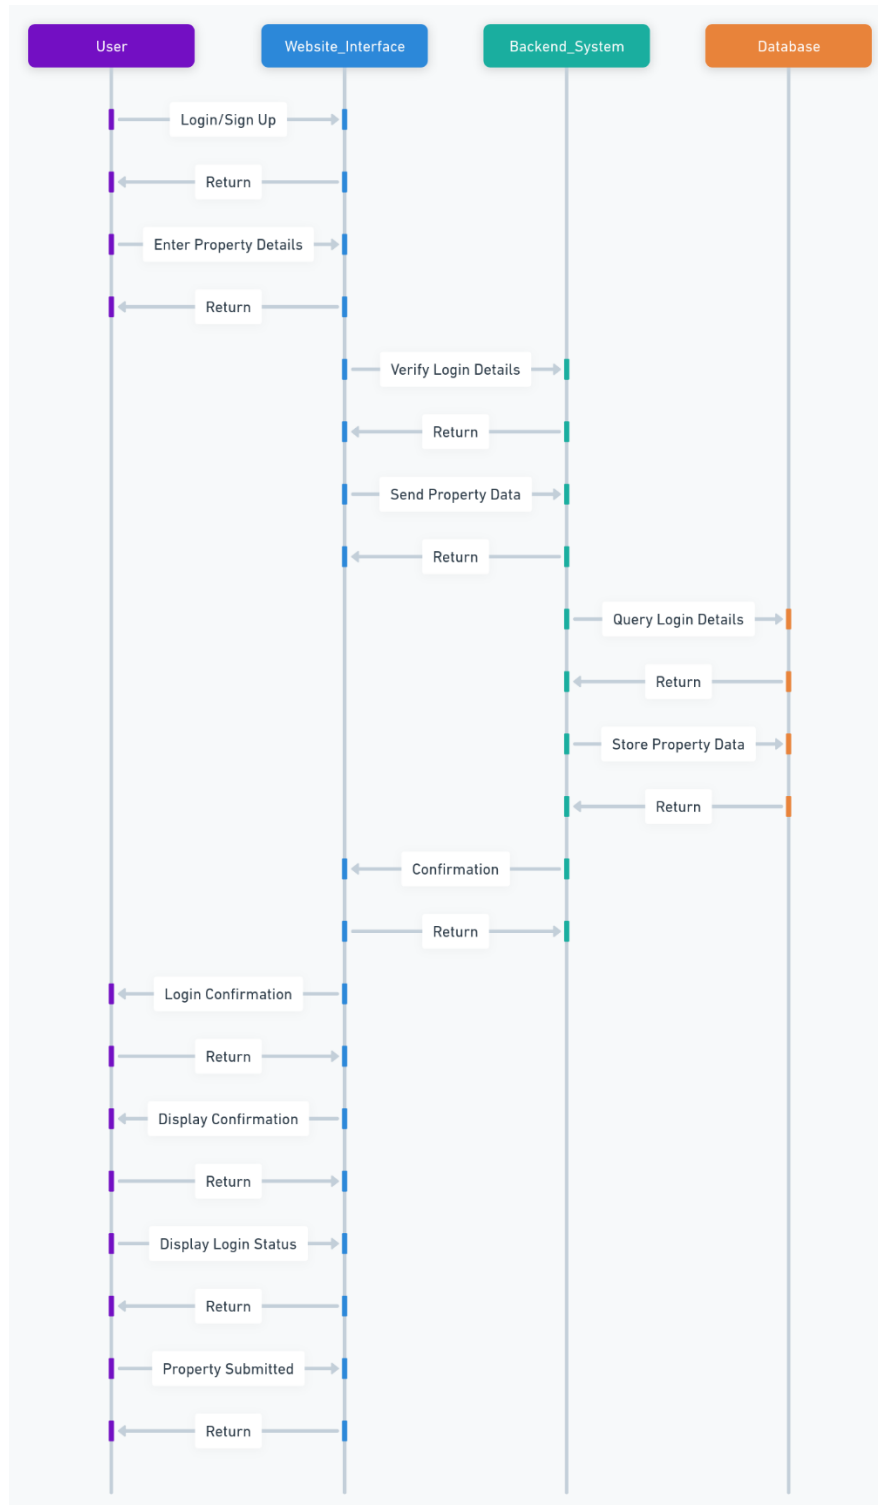 User
Website_Interface
Backend_System
Database
Login/Sign Up
Return
Enter Property Details
Return
Verify Login Details
Return
Send Property Data
Return
Query Login Details
Return
Store Property Data
Return
Confirmation
Return
Login Confirmation
Return
Display Confirmation
Return
Display Login Status
Return
Property Submitted
Return